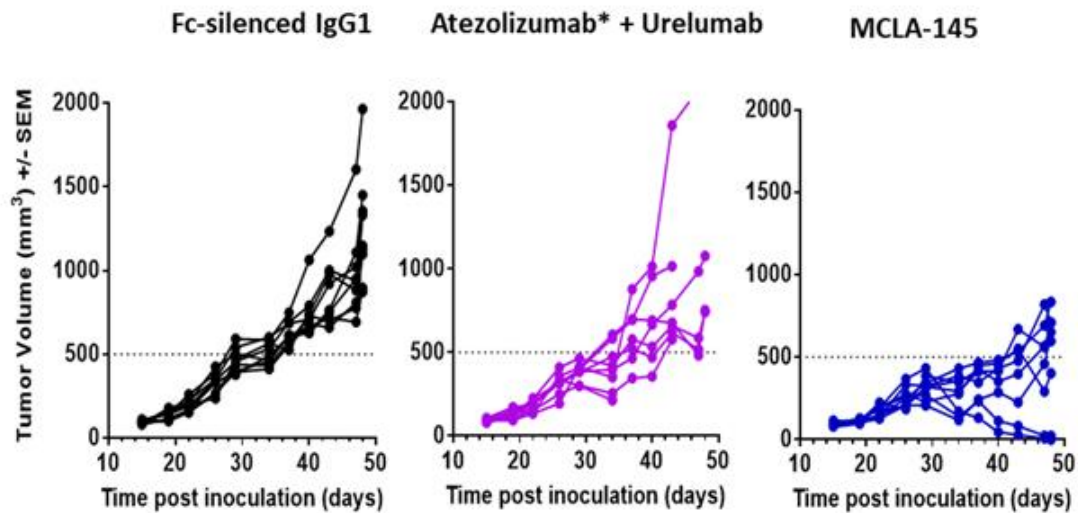 Fc-silenced IgG1
Atezolizumab* + Urelumab
MCLA-145
Tumor Volume (mm³) +/- SEM
2000
1500
1000
500
0
10 20 30 40 50
Time post inoculation (days)
2000
1500
1000
500
0
10 20 30 40 50
Time post inoculation (days)
2000
1500
1000
500
0
10 20 30 40 50
Time post inoculation (days)